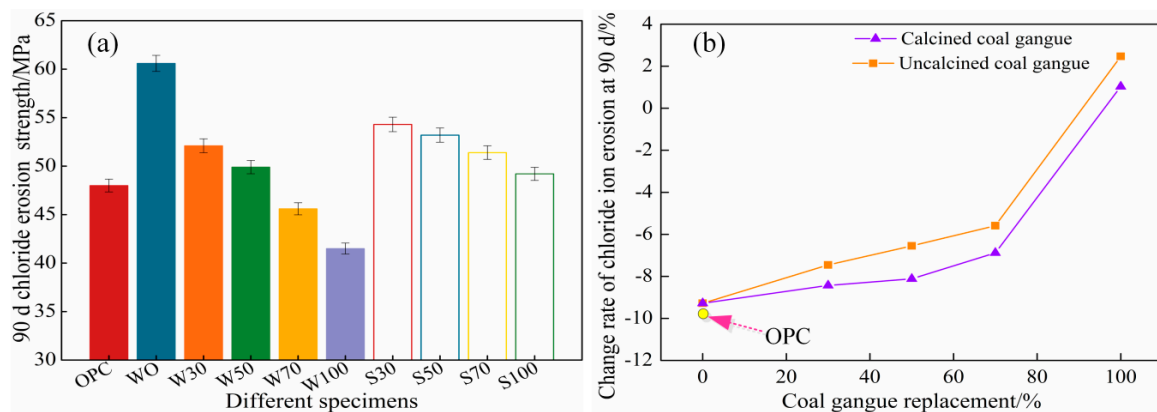 (a)
90 d chloride erosion strength/MPa
65
60
55
50
45
40
35
30
OPC WO W30 W50 W70 W100 S30 S50 S70 S100
Different specimens
(b)
Calcined coal gangue
Uncalcined coal gangue
Change rate of chloride ion erosion at 90 d/%
4
2
0
-2
-4
-6
-8
-10
-12
OPC
0 20 40 60 80 100
Coal gangue replacement/%